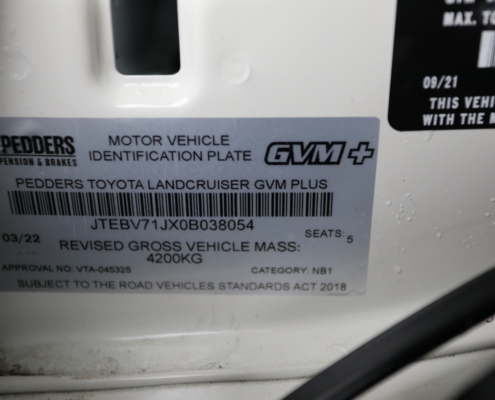 PEDDERS
PENSION & BRAKES
MOTOR VEHICLE
IDENTIFICATION PLATE
GVM+
PEDDERS TOYOTA LANDCRUISER GVM PLUS
JTEBV71JX0B038054
03/22
SEATS: 5
REVISED GROSS VEHICLE MASS:
4200KG
APPROVAL NO: VTA-045325
CATEGORY: NB1
SUBJECT TO THE ROAD VEHICLES STANDARDS ACT 2018
MAX. TO
09/21
THIS VEHI
WITH THE M